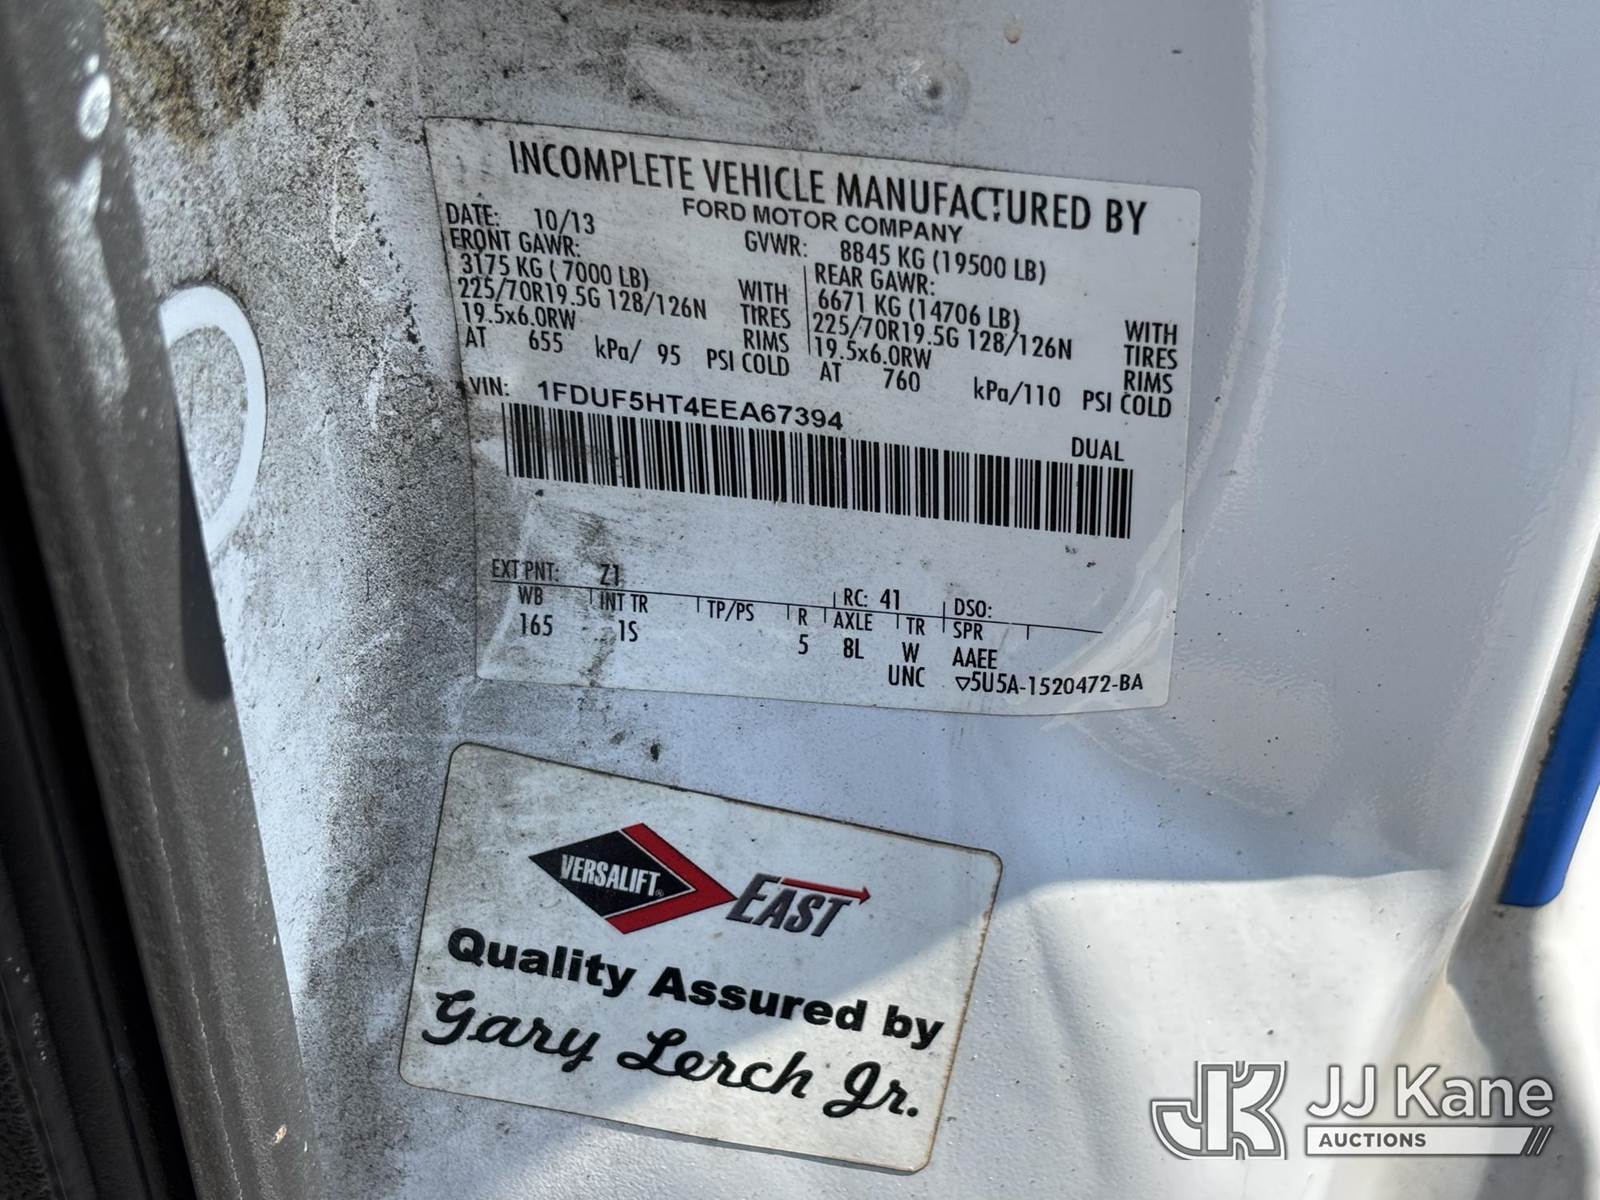 INCOMPLETE VEHICLE MANUFACTURED BY
FORD MOTOR COMPANY
DATE: 10/13 GVWR: 8845 KG (19500 LB)
FRONT GAWR: REAR GAWR:
3175 KG ( 7000 LB) WITH 6671 KG (14706 LB) WITH
225/70R19.5G 128/126N TIRES 225/70R19.5G 128/126N TIRES
19.5x6.0RW RIMS 19.5x6.0RW RIMS
AT 655 kPa/ 95 PSI COLD AT 760 kPa/110 PSI COLD
VIN: 1FDUF5HT4EEA67394
DUAL
EXT PNT: Z1 RC: 41 DSO:
WB INT TR TP/PS R AXLE TR SPR
165 1S 5 8L W AAEE
UNC ▽5U5A-1520472-BA
VERSALIFT® EAST
Quality Assured by
Gary Lerch Jr.
JK JJ Kane
AUCTIONS